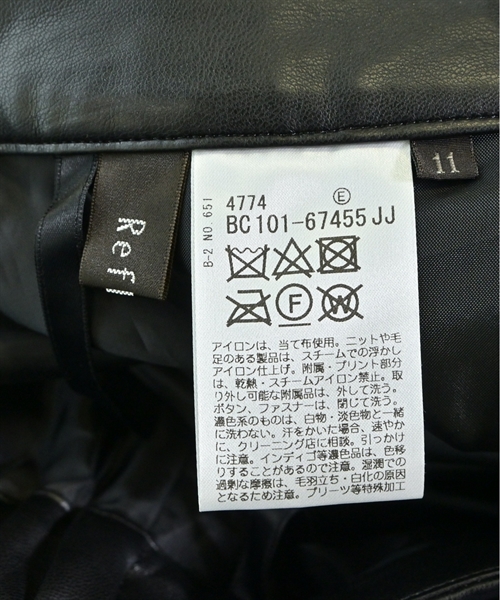 Refl
11
B-2 NO. 651
4774
E
BC101-67455JJ
F
W
アイロンは、当て布使用。ニットや毛
足のある製品は、スチームでの浮かし
アイロン仕上げ。附属・プリント部分
は、乾熱・スチームアイロン禁止。取
り外し可能な附属品は、外して洗う。
ボタン、ファスナーは、閉じて洗う。
濃色系のものは、白物・淡色物と一緒
に洗わない。汗をかいた場合、速やか
に、クリーニング店に相談。引っかけ
に注意。インディゴ等濃色品は、色移
りすることがあるので注意。湿潤での
過剰な摩擦は、毛羽立ち・白化の原因
となるため注意。プリーツ等特殊加工